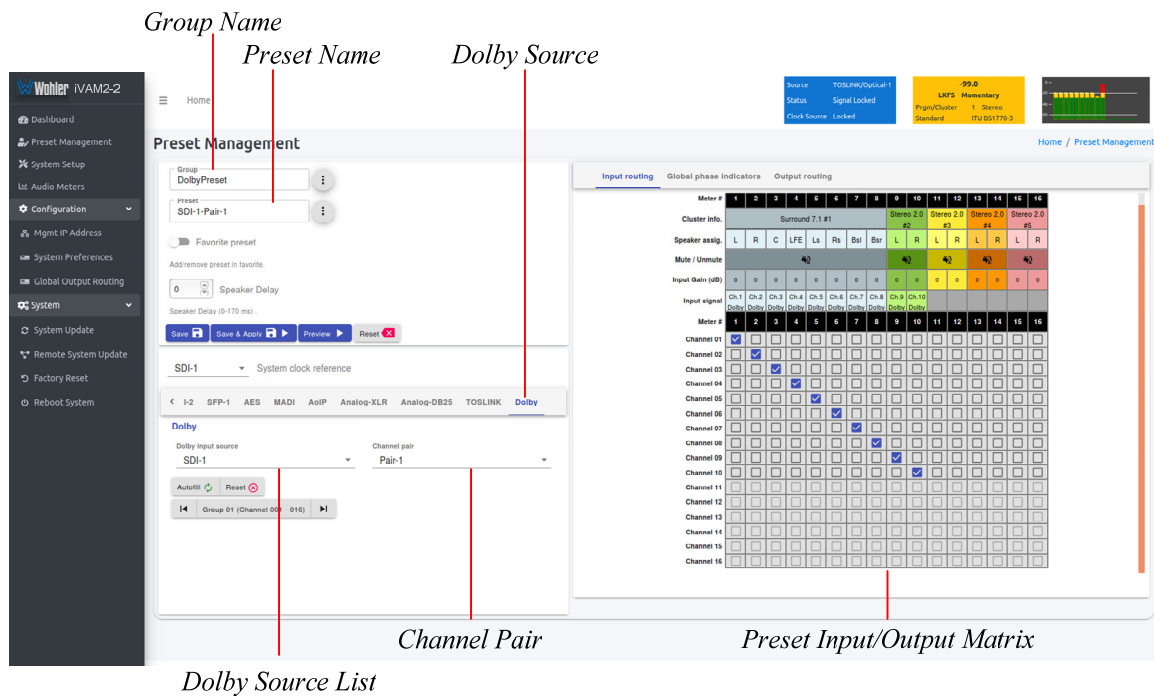 Group Name
Preset Name
Dolby Source
Wohler iVAM2-2
Dashboard
Preset Management
System Setup
Audio Meters
Configuration
Mgmt IP Address
System Preferences
Global Output Routing
System
System Update
Remote System Update
Factory Reset
Reboot System
Home
Source TOSLINK/Optical-1
Status Signal Locked
Clock Source Locked
-99.0
LKFS Momentary
Prgm/Cluster 1 Stereo
Standard ITU BS1770-3
Preset Management
Home / Preset Management
Group
DolbyPreset
Preset
SDI-1-Pair-1
Favorite preset
Add/remove preset in favorite.
0 Speaker Delay
Speaker Delay (0-170 ms) .
Save Save & Apply Preview Reset
SDI-1 System clock reference
I-2 SFP-1 AES MADI AoIP Analog-XLR Analog-DB25 TOSLINK Dolby
Dolby
Dolby input source Channel pair
SDI-1 Pair-1
Autofill Reset
Group 01 (Channel 001 016)
Input routing Global phase indicators Output routing
Meter # 1 2 3 4 5 6 7 8 9 10 11 12 13 14 15 16
Cluster info. Surround 7.1 #1 Stereo 2.0 #2 Stereo 2.0 #3 Stereo 2.0 #4 Stereo 2.0 #5
Speaker assig. L R C LFE Ls Rs Bsl Bsr L R L R L R L R
Mute / Unmute
Input Gain (dB) 0 0 0 0 0 0 0 0 0 0 0 0 0 0 0 0
Input signal Ch.1 Dolby Ch.2 Dolby Ch.3 Dolby Ch.4 Dolby Ch.5 Dolby Ch.6 Dolby Ch.7 Dolby Ch.8 Dolby Ch.9 Dolby Ch.10 Dolby
Meter # 1 2 3 4 5 6 7 8 9 10 11 12 13 14 15 16
Channel 01
Channel 02
Channel 03
Channel 04
Channel 05
Channel 06
Channel 07
Channel 08
Channel 09
Channel 10
Channel 11
Channel 12
Channel 13
Channel 14
Channel 15
Channel 16
Channel Pair
Preset Input/Output Matrix
Dolby Source List